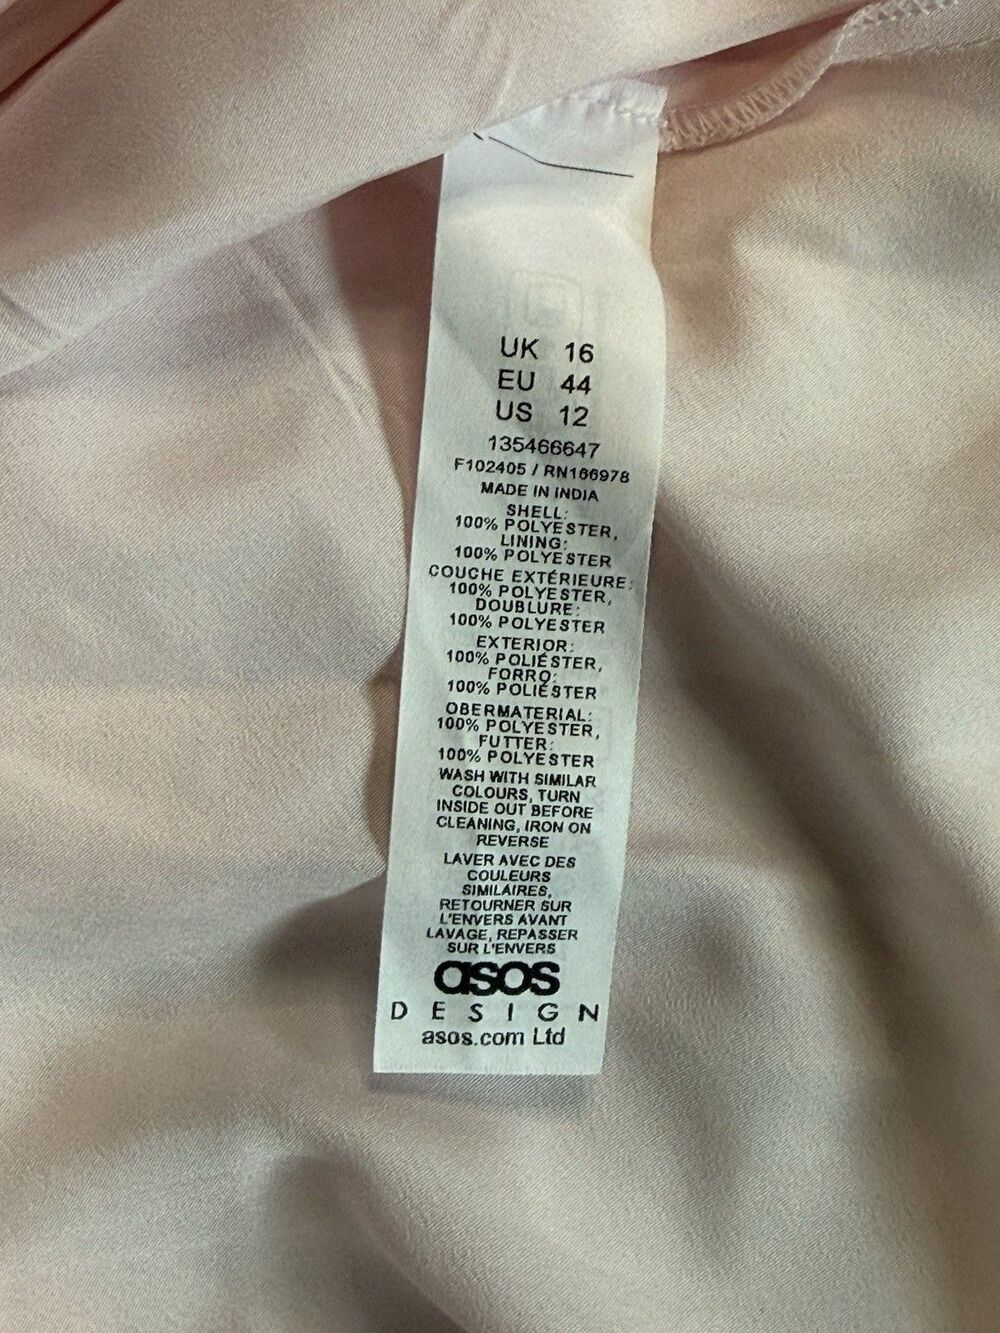 UK 16
EU 44
US 12
135466647
F102405 / RN166978
MADE IN INDIA
SHELL:
100% POLYESTER,
LINING:
100% POLYESTER
COUCHE EXTÉRIEURE:
100% POLYESTER,
DOUBLURE:
100% POLYESTER
EXTERIOR:
100% POLIÉSTER,
FORRO:
100% POLIÉSTER
OBERMATERIAL:
100% POLYESTER,
FUTTER:
100% POLYESTER
WASH WITH SIMILAR
COLOURS, TURN
INSIDE OUT BEFORE
CLEANING, IRON ON
REVERSE
LAVER AVEC DES
COULEURS
SIMILAIRES,
RETOURNER SUR
L'ENVERS AVANT
LAVAGE, REPASSER
SUR L'ENVERS
asos
DESIGN
asos.com Ltd